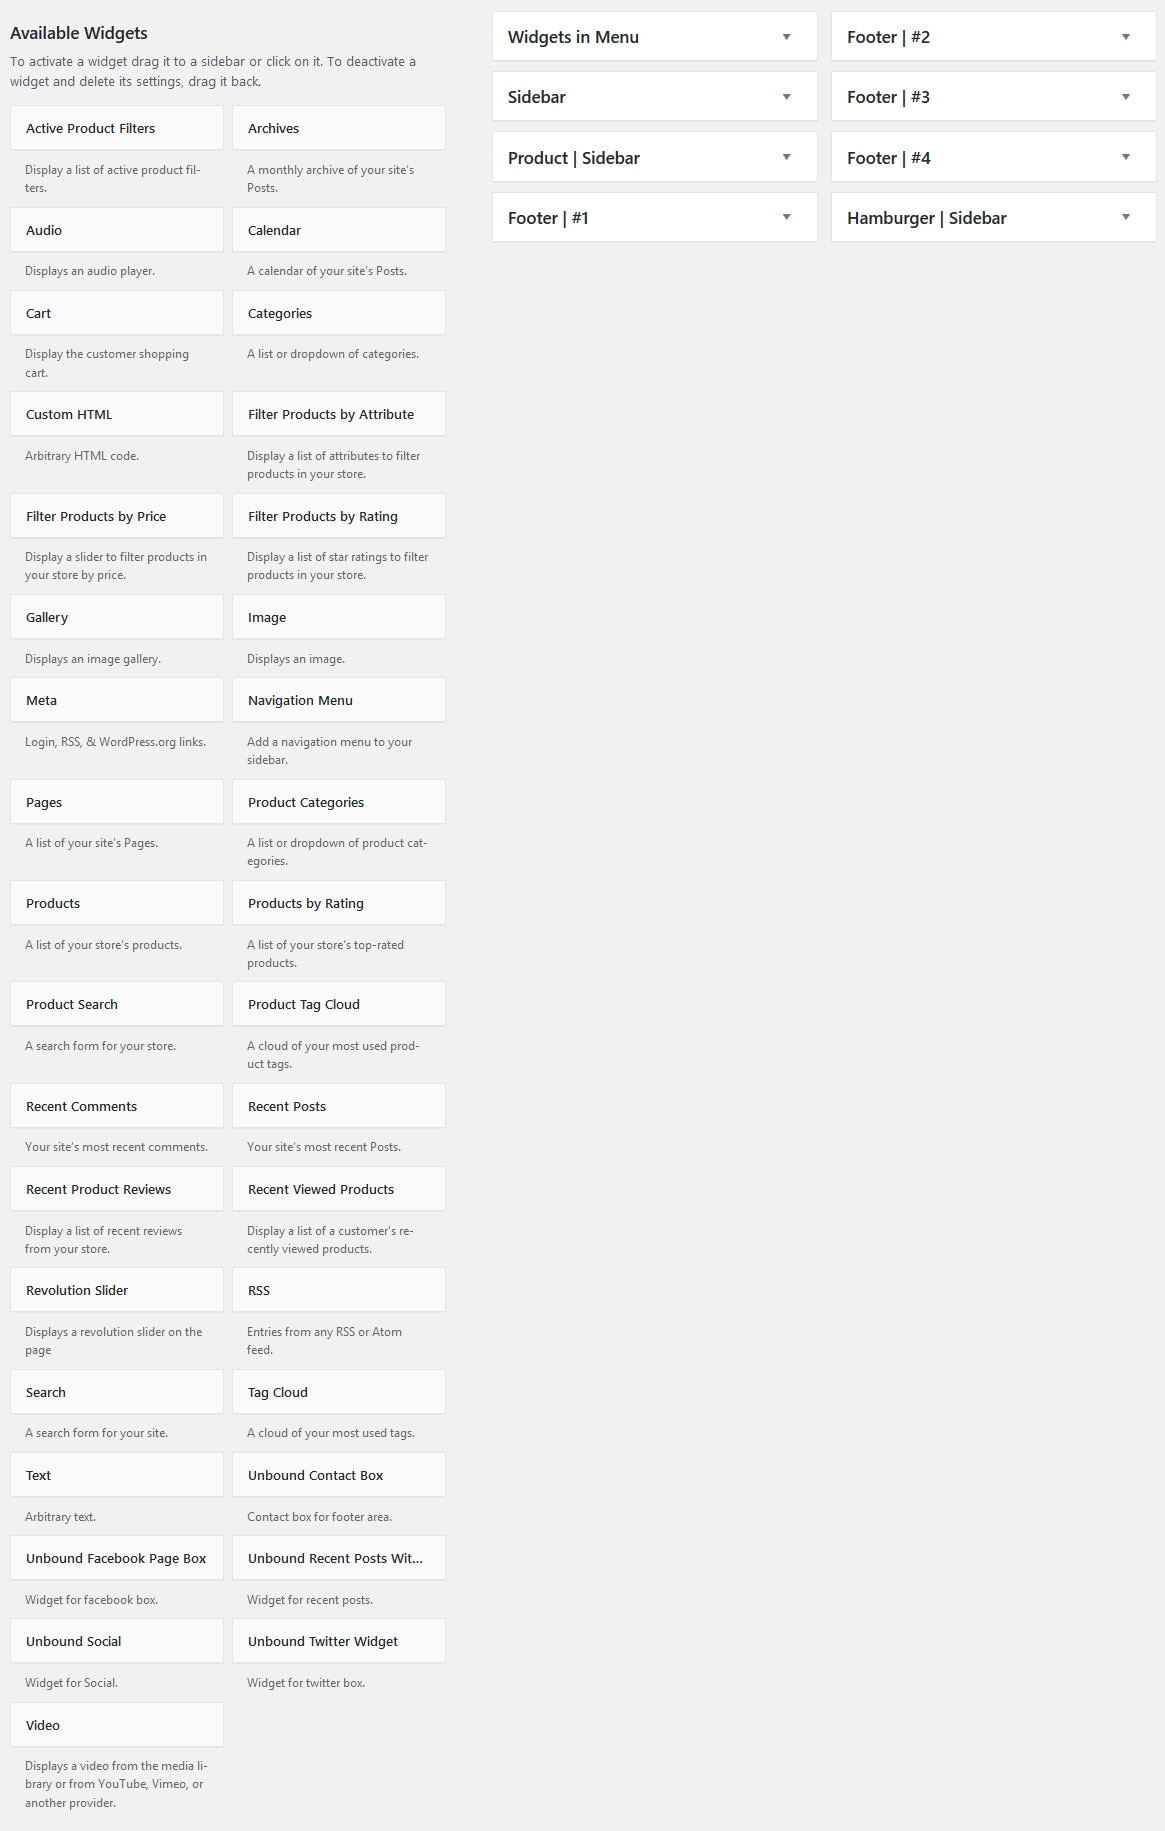 Available Widgets
To activate a widget drag it to a sidebar or click on it. To deactivate a
widget and delete its settings, drag it back.
Active Product Filters
Display a list of active product fil-
ters.
Archives
A monthly archive of your site's
Posts.
Audio
Displays an audio player.
Calendar
A calendar of your site's Posts.
Cart
Display the customer shopping
cart.
Categories
A list or dropdown of categories.
Custom HTML
Arbitrary HTML code.
Filter Products by Attribute
Display a list of attributes to filter
products in your store.
Filter Products by Price
Display a slider to filter products in
your store by price.
Filter Products by Rating
Display a list of star ratings to filter
products in your store.
Gallery
Displays an image gallery.
Image
Displays an image.
Meta
Login, RSS, & WordPress.org links.
Navigation Menu
Add a navigation menu to your
sidebar.
Pages
A list of your site's Pages.
Product Categories
A list or dropdown of product cat-
egories.
Products
A list of your store's products.
Products by Rating
A list of your store's top-rated
products.
Product Search
A search form for your store.
Product Tag Cloud
A cloud of your most used prod-
uct tags.
Recent Comments
Your site's most recent comments.
Recent Posts
Your site's most recent Posts.
Recent Product Reviews
Display a list of recent reviews
from your store.
Recent Viewed Products
Display a list of a customer's re-
cently viewed products.
Revolution Slider
Displays a revolution slider on the
page
RSS
Entries from any RSS or Atom
feed.
Search
A search form for your site.
Tag Cloud
A cloud of your most used tags.
Text
Arbitrary text.
Unbound Contact Box
Contact box for footer area.
Unbound Facebook Page Box
Widget for facebook box.
Unbound Recent Posts Wit...
Widget for recent posts.
Unbound Social
Widget for Social.
Unbound Twitter Widget
Widget for twitter box.
Video
Displays a video from the media li-
brary or from YouTube, Vimeo, or
another provider.
Widgets in Menu
Sidebar
Product | Sidebar
Footer | #1
Footer | #2
Footer | #3
Footer | #4
Hamburger | Sidebar